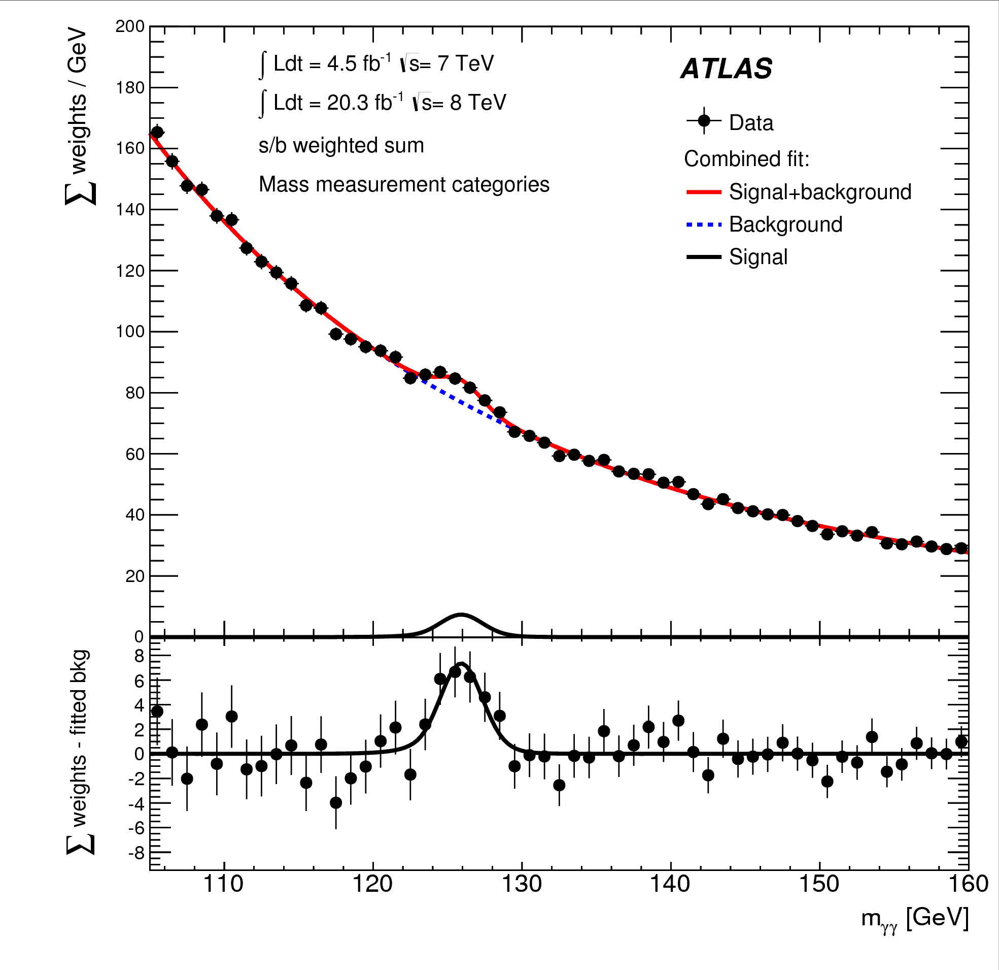 ∑ weights / GeV
200
180
160
140
120
100
80
60
40
20
0
∫ Ldt = 4.5 fb⁻¹ √s= 7 TeV
∫ Ldt = 20.3 fb⁻¹ √s= 8 TeV
s/b weighted sum
Mass measurement categories
ATLAS
Data
Combined fit:
Signal+background
Background
Signal
∑ weights - fitted bkg
8
6
4
2
0
-2
-4
-6
-8
110 120 130 140 150 160
mγγ [GeV]